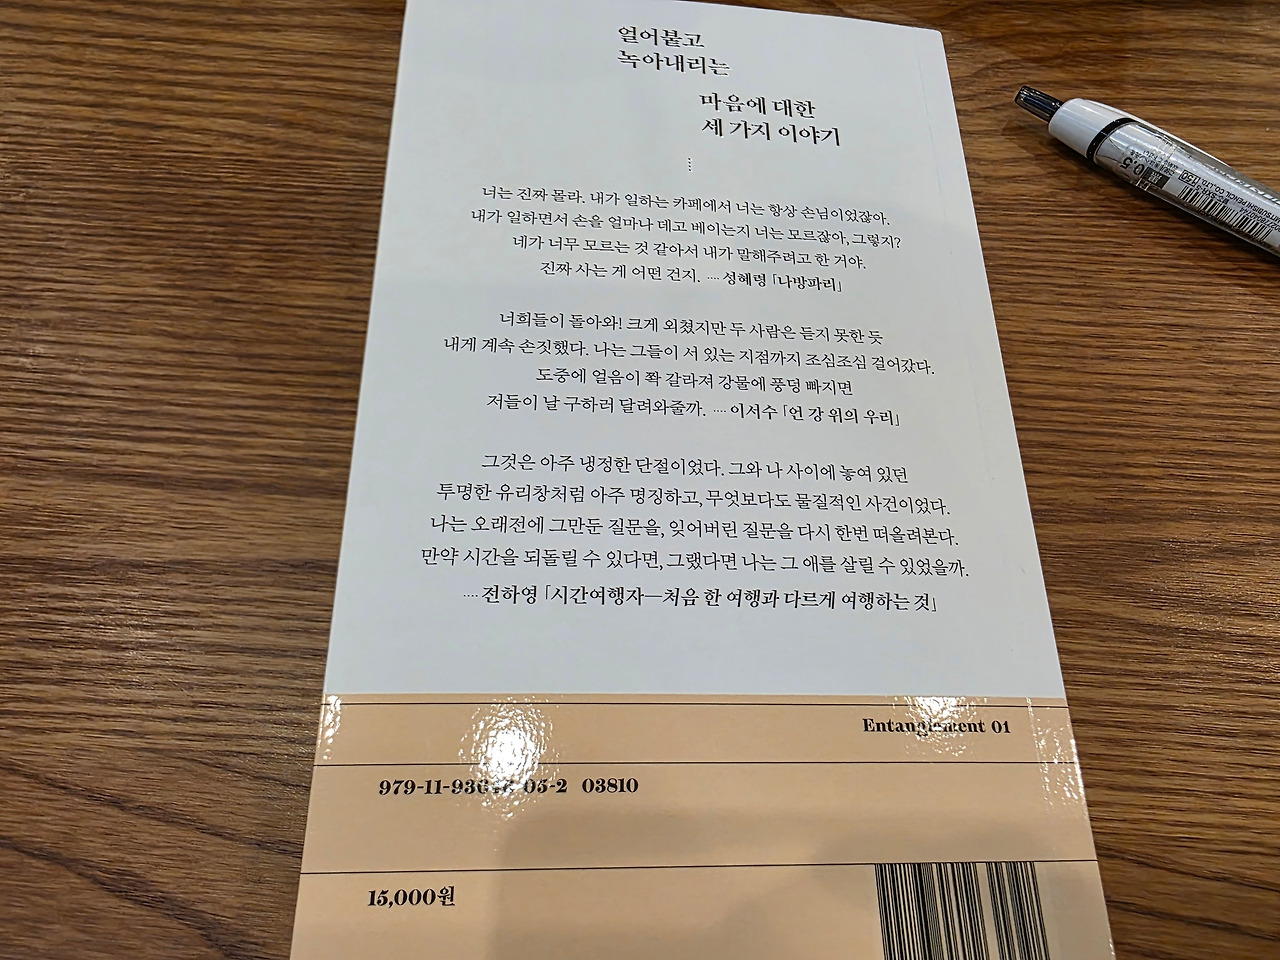 얼어붙고
녹아내리는
마음에 대한
세 가지 이야기
너는 진짜 몰라. 내가 일하는 카페에서 너는 항상 손님이었잖아.
내가 일하면서 손을 얼마나 데고 베이는지 너는 모르잖아, 그렇지?
네가 너무 모르는 것 같아서 내가 말해주려고 한 거야.
진짜 사는 게 어떤 건지. ···· 성혜령 「나방파리」
너희들이 돌아와! 크게 외쳤지만 두 사람은 듣지 못한 듯
내게 계속 손짓했다. 나는 그들이 서 있는 지점까지 조심조심 걸어갔다.
도중에 얼음이 쫙 갈라져 강물에 풍덩 빠지면
저들이 날 구하러 달려와줄까. ···· 이서수 「언 강 위의 우리」
그것은 아주 냉정한 단절이었다. 그와 나 사이에 놓여 있던
투명한 유리창처럼 아주 명징하고, 무엇보다도 물질적인 사건이었다.
나는 오래전에 그만둔 질문을, 잊어버린 질문을 다시 한번 떠올려본다.
만약 시간을 되돌릴 수 있다면, 그랬다면 나는 그 애를 살릴 수 있었을까.
···· 전하영 「시간여행자—처음 한 여행과 다르게 여행하는 것」
Entanglement 01
03810
15,000원
0.5